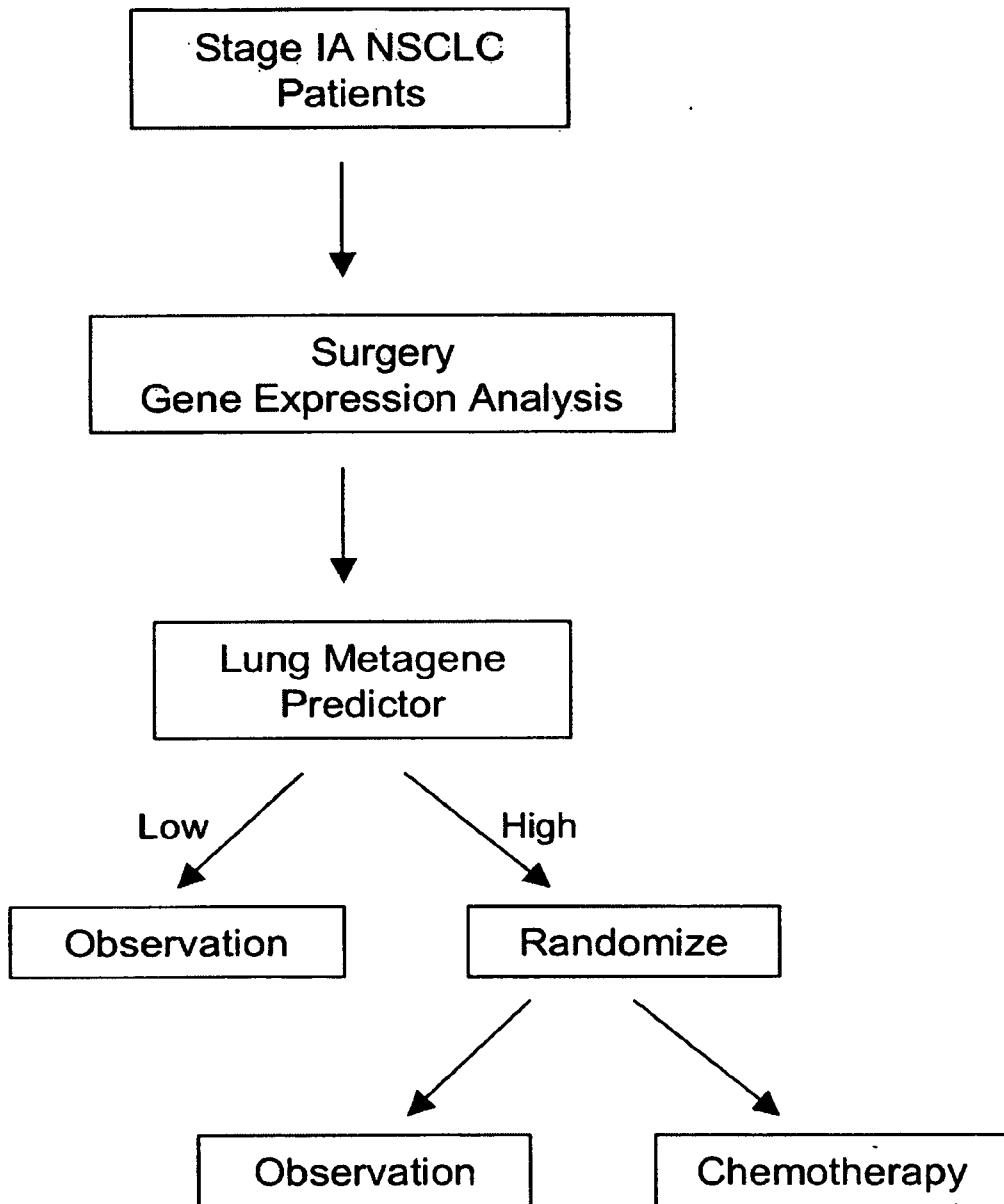 Stage IA NSCLC
Patients
Surgery
Gene Expression Analysis
Lung Metagene
Predictor
Low
High
Observation
Randomize
Observation
Chemotherapy